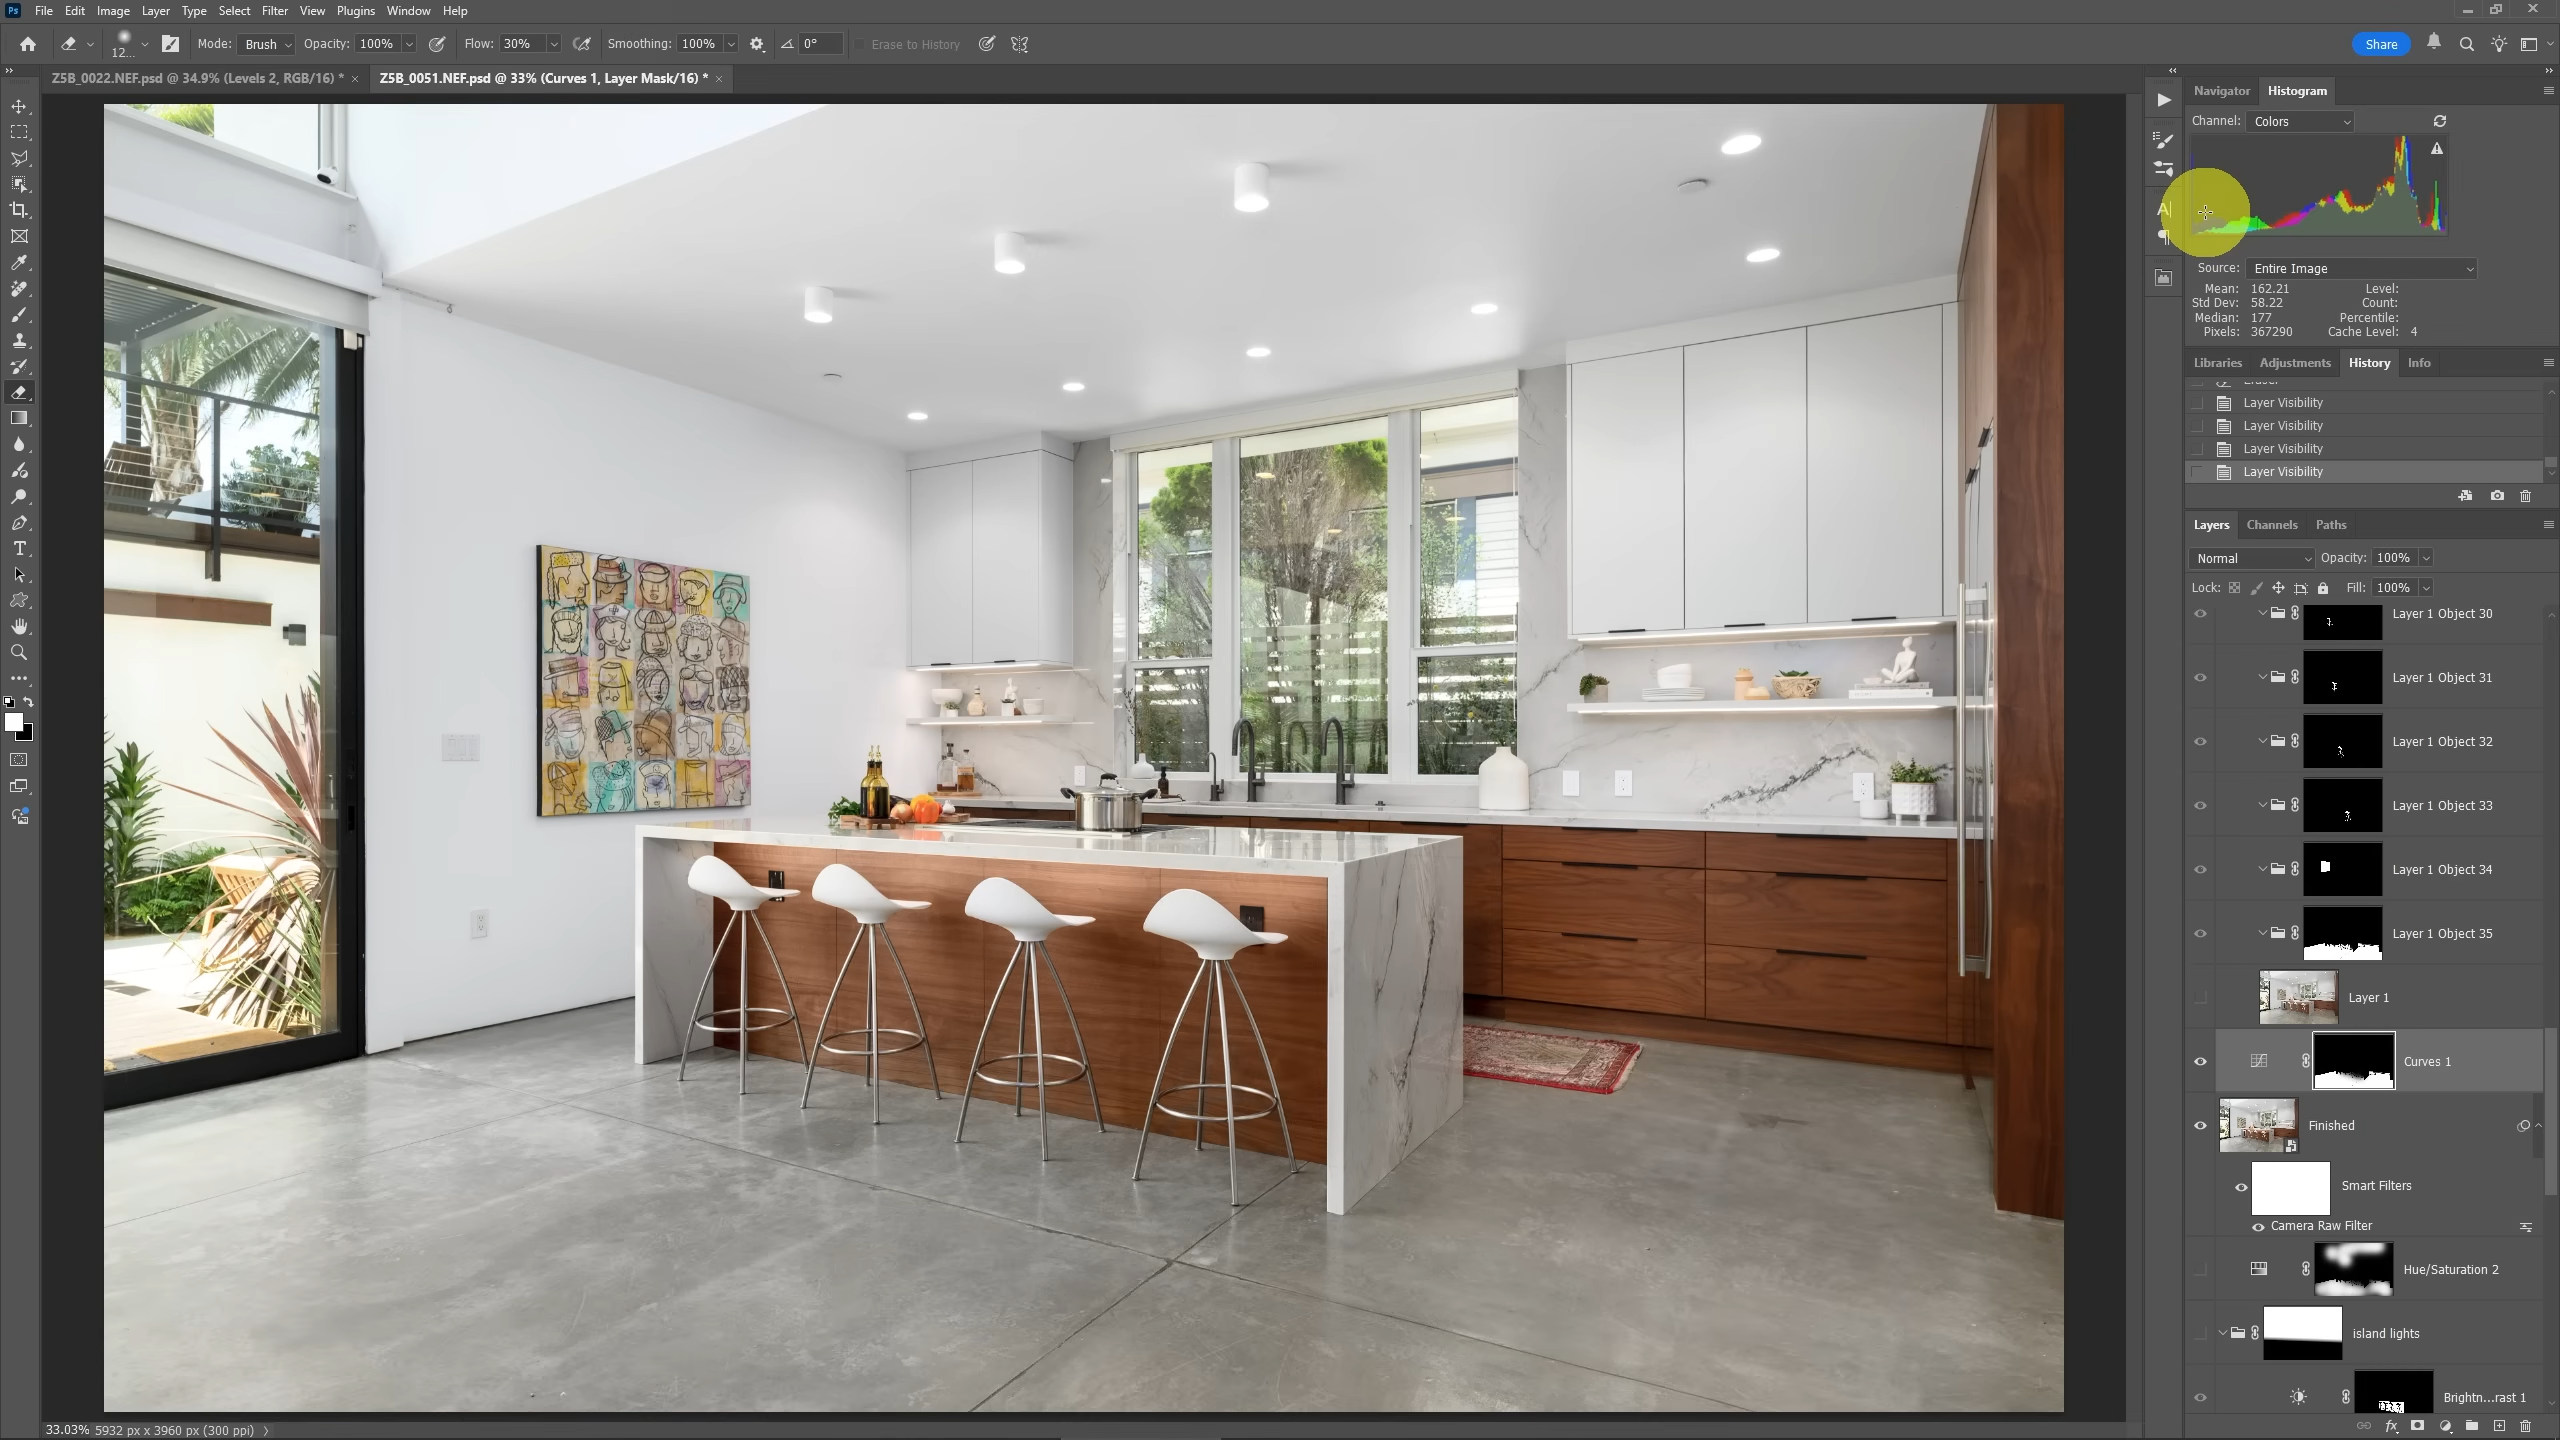 Ps File Edit Image Layer Type Select Filter View Plugins Window Help
12... Mode: Brush Opacity: 100% Flow: 30% Smoothing: 100% 0° Erase to History Share
Z5B_0022.NEF.psd @ 34.9% (Levels 2, RGB/16) * × Z5B_0051.NEF.psd @ 33% (Curves 1, Layer Mask/16) * ×
Navigator Histogram
Channel: Colors
Source: Entire Image
Mean: 162.21 Level:
Std Dev: 58.22 Count:
Median: 177 Percentile:
Pixels: 367290 Cache Level: 4
Libraries Adjustments History Info
Layer Visibility
Layer Visibility
Layer Visibility
Layer Visibility
Layers Channels Paths
Normal Opacity: 100%
Lock: Fill: 100%
Layer 1 Object 30
Layer 1 Object 31
Layer 1 Object 32
Layer 1 Object 33
Layer 1 Object 34
Layer 1 Object 35
Layer 1
Curves 1
Finished
Smart Filters
Camera Raw Filter
Hue/Saturation 2
island lights
Brightn...rast 1
33.03% 5932 px x 3960 px (300 ppi)